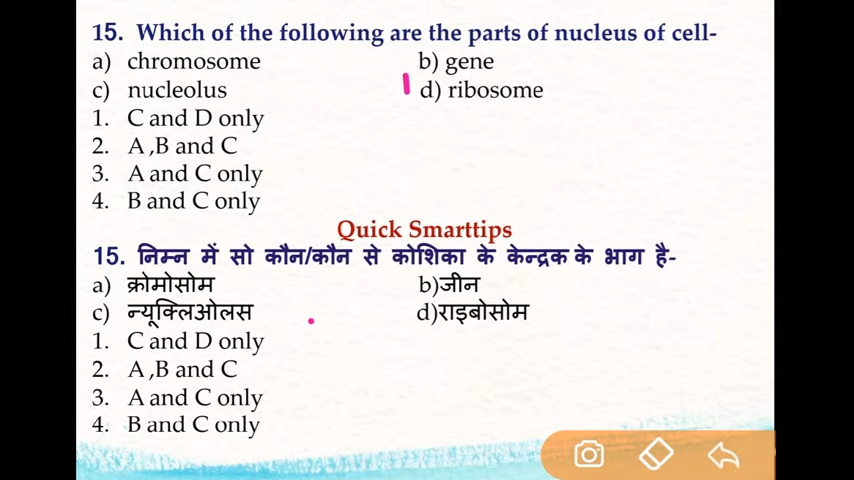 15. Which of the following are the parts of nucleus of cell-
a) chromosome b) gene
c) nucleolus d) ribosome
1. C and D only
2. A ,B and C
3. A and C only
4. B and C only
Quick Smarttips
15. निम्न में सो कौन/कौन से कोशिका के केन्द्रक के भाग है-
a) क्रोमोसोम b)जीन
c) न्यूक्लिओलस d)राइबोसोम
1. C and D only
2. A ,B and C
3. A and C only
4. B and C only